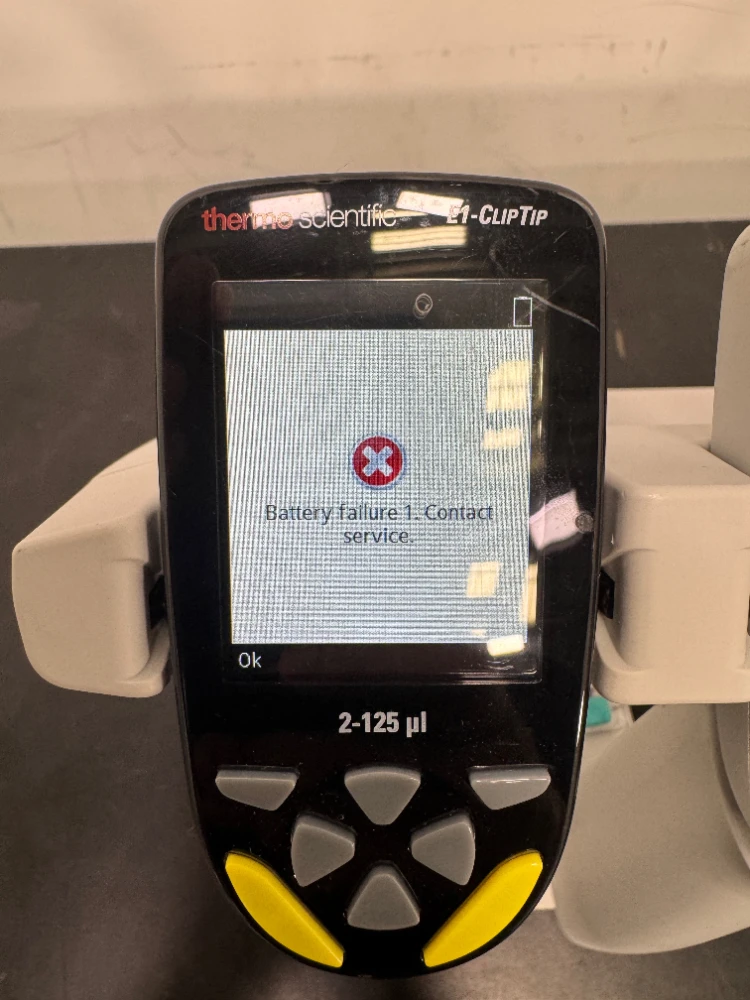 thermo scientific E1-CLIPTIP
Battery failure 1. Contact
service.
Ok
2-125 µl